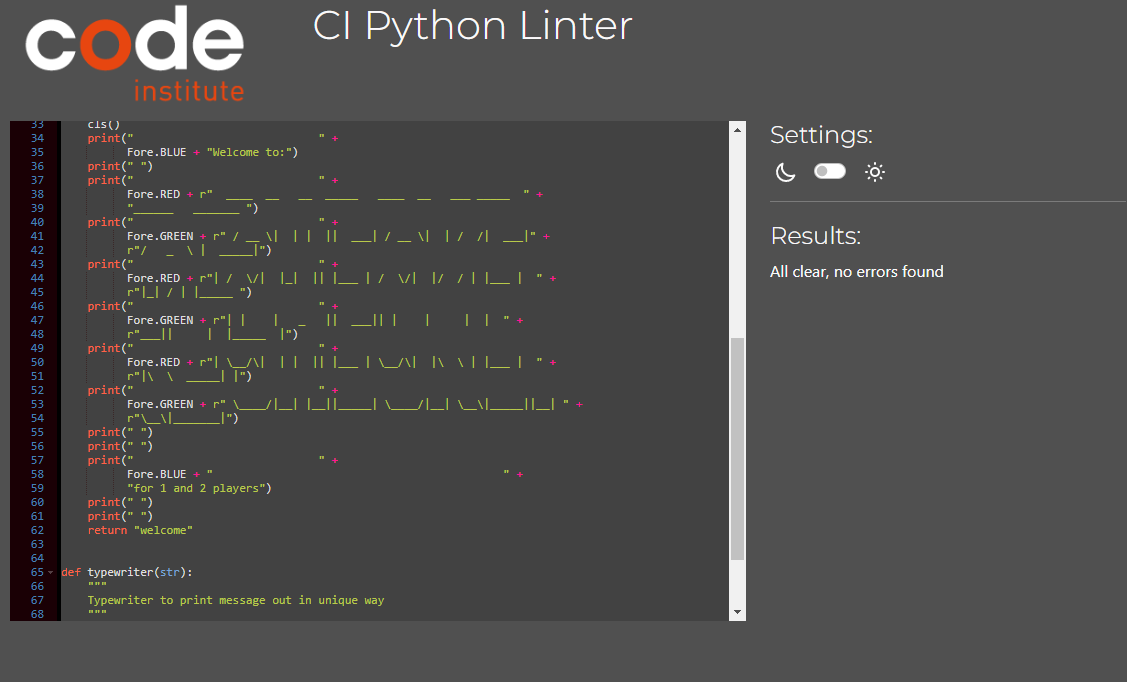 code
institute
CI Python Linter
33     cls()
34     print("                            " +
35           Fore.BLUE + "Welcome to:")
36     print(" ")
37     print("                            " +
38           Fore.RED + r"  ____  __   __  _____   ____  __   ___ _____  " +
39           "______   _______ ")
40     print("                            " +
41           Fore.GREEN + r" / __ \|  | |  ||  ___| / __ \|  | /  /|  ___|" +
42           r"/   _  \ |  _____|")
43     print("                            " +
44           Fore.RED + r"| /  \/|  |_|  || |___ | /  \/|  |/  / | |___ |  " +
45           r"|_| / | |_____ ")
46     print("                            " +
47           Fore.GREEN + r"| |    |   _   ||  ___|| |    |     |  |  " +
48           r"___||     |  |_____  |")
49     print("                            " +
50           Fore.RED + r"| \__/\|  | |  || |___ | \__/\|  |\  \ | |___ |  " +
51           r"|\  \  _____| |")
52     print("                            " +
53           Fore.GREEN + r" \____/|__| |__||_____| \____/|__| \__\|_____||__| " +
54           r"\__\|_______|")
55     print(" ")
56     print(" ")
57     print("                            " +
58           Fore.BLUE + "                                            " +
59           "for 1 and 2 players")
60     print(" ")
61     print(" ")
62     return "welcome"
63
64
65 def typewriter(str):
66     """
67     Typewriter to print message out in unique way
68     """
Settings:
Results:
All clear, no errors found